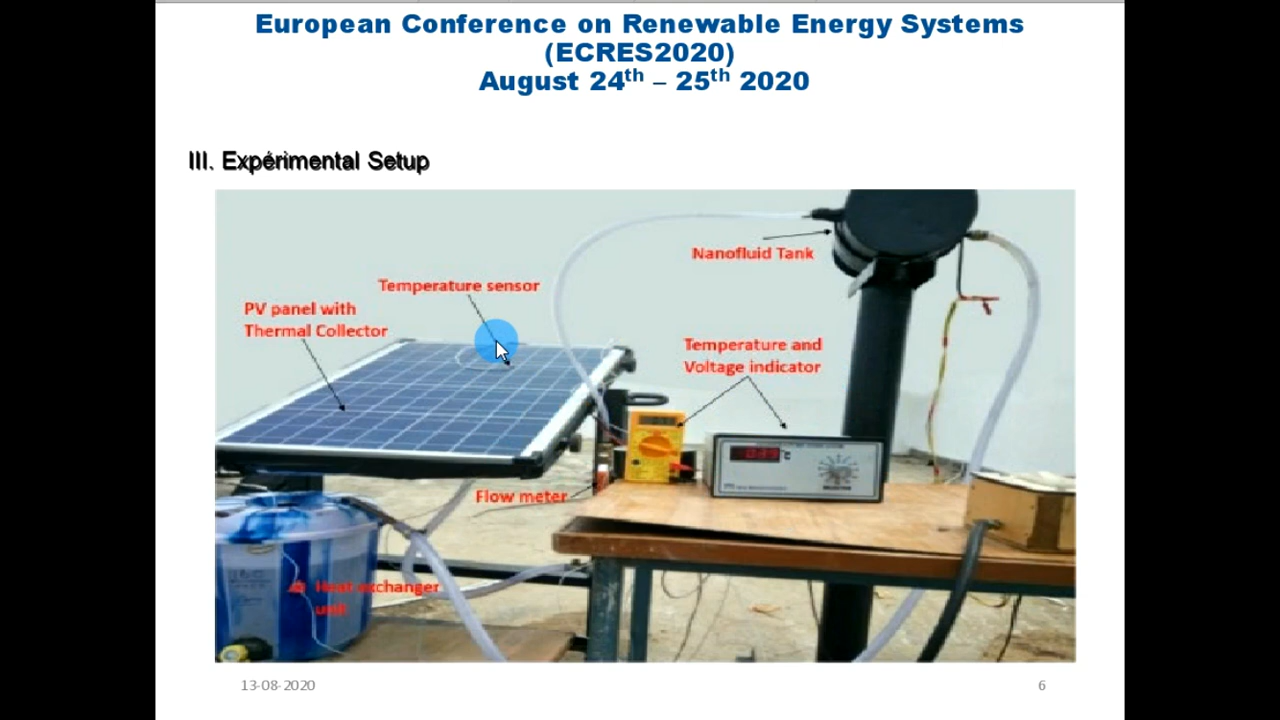 European Conference on Renewable Energy Systems
(ECRES2020)
August 24th – 25th 2020
III. Expérimental Setup
Nanofluid Tank
Temperature sensor
PV panel with
Thermal Collector
Temperature and
Voltage indicator
Flow meter
Heat exchanger
unit
13-08-2020
6